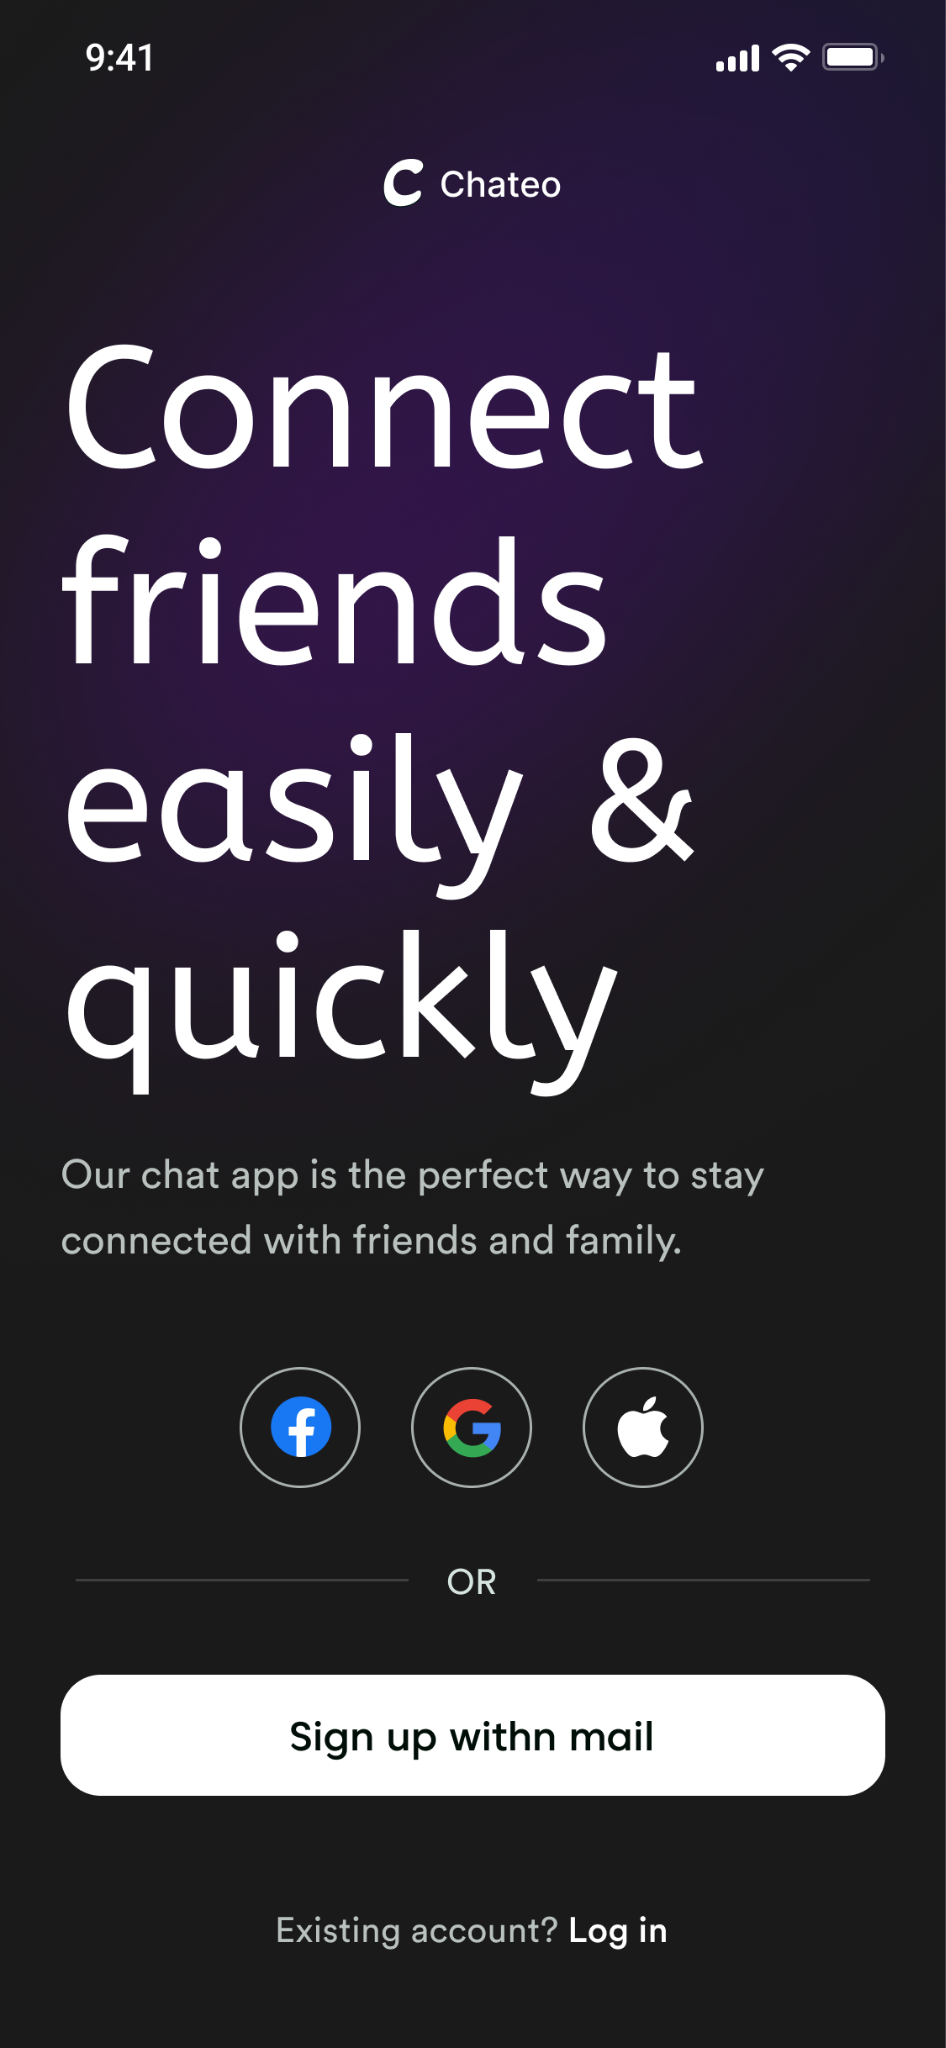 9:41
Chateo
Connect
friends
easily &
quickly
Our chat app is the perfect way to stay
connected with friends and family.
OR
Sign up withn mail
Existing account? Log in